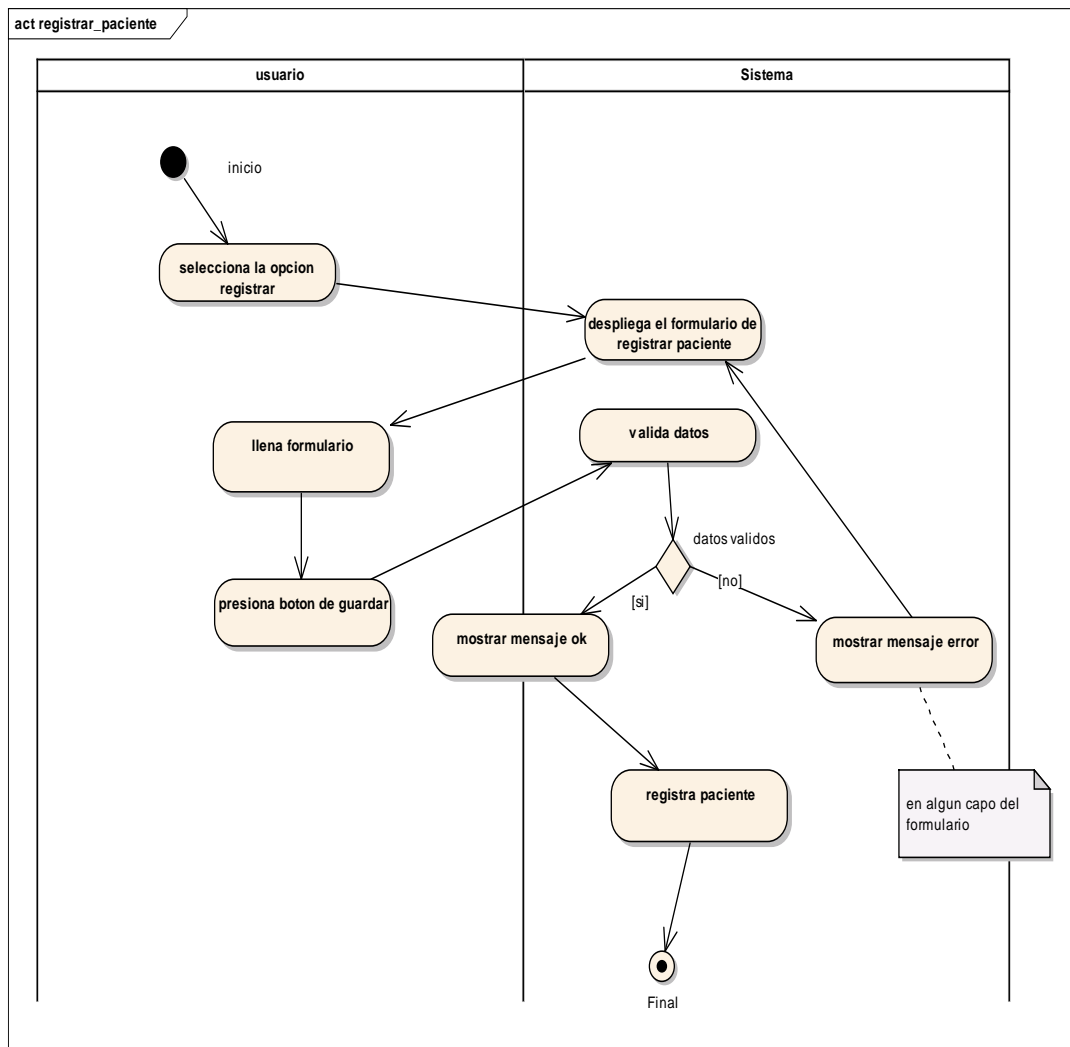 act registrar_paciente
usuario
Sistema
inicio
selecciona la opcion
registrar
despliega el formulario de
registrar paciente
llena formulario
valida datos
datos validos
presiona boton de guardar
[si]
[no]
mostrar mensaje ok
mostrar mensaje error
registra paciente
en algun capo del
formulario
Final